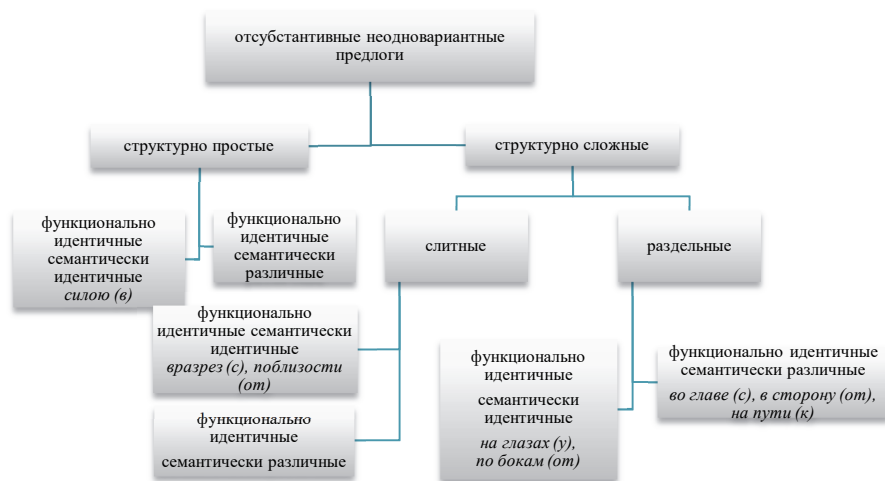 отсубстантивные неодновариантные
предлоги
структурно простые
структурно сложные
функционально
идентичные
семантически
идентичные
силою (в)
функционально
идентичные
семантически
различные
слитные
раздельные
функционально
идентичные семантически
идентичные
вразрез (с), поблизости
(от)
функционально
идентичные
семантически различные
функционально
идентичные
семантически
идентичные
на глазах (у),
по бокам (от)
функционально идентичные
семантически различные
во главе (с), в сторону (от),
на пути (к)